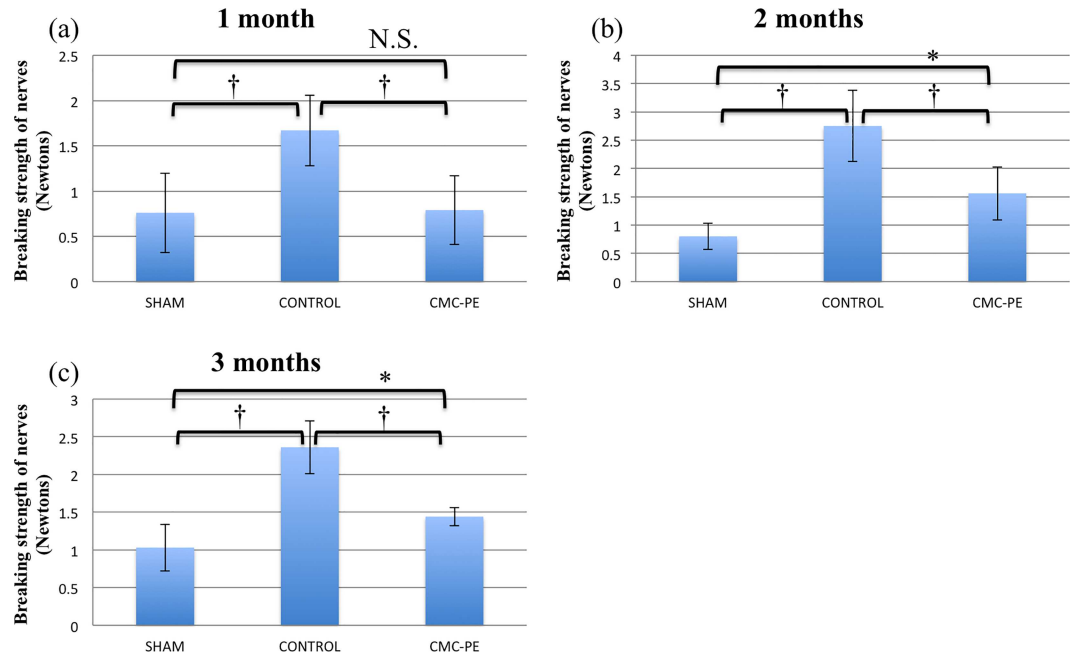 (a)
1 month
N.S.
†
†
Breaking strength of nerves
(Newtons)
2.5
2
1.5
1
0.5
0
SHAM
CONTROL
CMC-PE
(b)
2 months
*
†
†
Breaking strength of nerves
(Newtons)
4
3.5
3
2.5
2
1.5
1
0.5
0
SHAM
CONTROL
CMC-PE
(c)
3 months
*
†
†
Breaking strength of nerves
(Newtons)
3
2.5
2
1.5
1
0.5
0
SHAM
CONTROL
CMC-PE